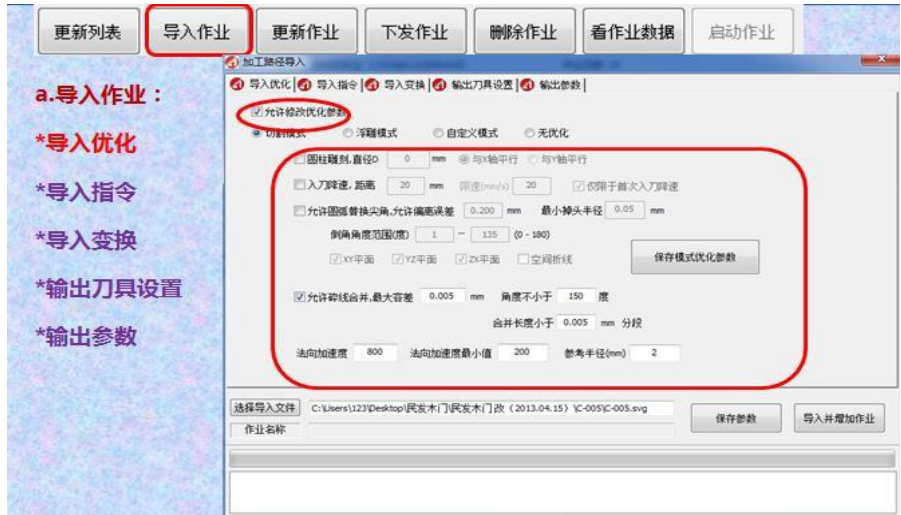 更新列表 导入作业 更新作业 下发作业 删除作业 看作业数据 启动作业
加工路径导入
a.导入作业：
*导入优化
*导入指令
*导入变换
*输出刀具设置
*输出参数
导入优化 导入指令 导入变换 输出刀具设置 输出参数
允许修改优化参数
切割模式 浮雕模式 自定义模式 无优化
圆柱雕刻,直径D 0 mm 与X轴平行 与Y轴平行
入刀降速,距离 20 mm 限速(mm/s) 20 仅限于首次入刀降速
允许圆弧替换尖角,允许偏离误差 0.200 mm 最小掉头半径 0.05 mm
倒角角度范围(度) 1 - 135 (0 - 180)
XY平面 YZ平面 ZX平面 空间折线 保存模式优化参数
允许碎线合并,最大容差 0.005 mm 角度不小于 150 度
合并长度小于 0.005 mm 分段
法向加速度 800 法向加速度最小值 200 参考半径(mm) 2
选择导入文件 C:\Users\123\Desktop\民发木门\民发木门改（2013.04.15）\C-005\C-005.svg
作业名称
保存参数 导入并增加作业